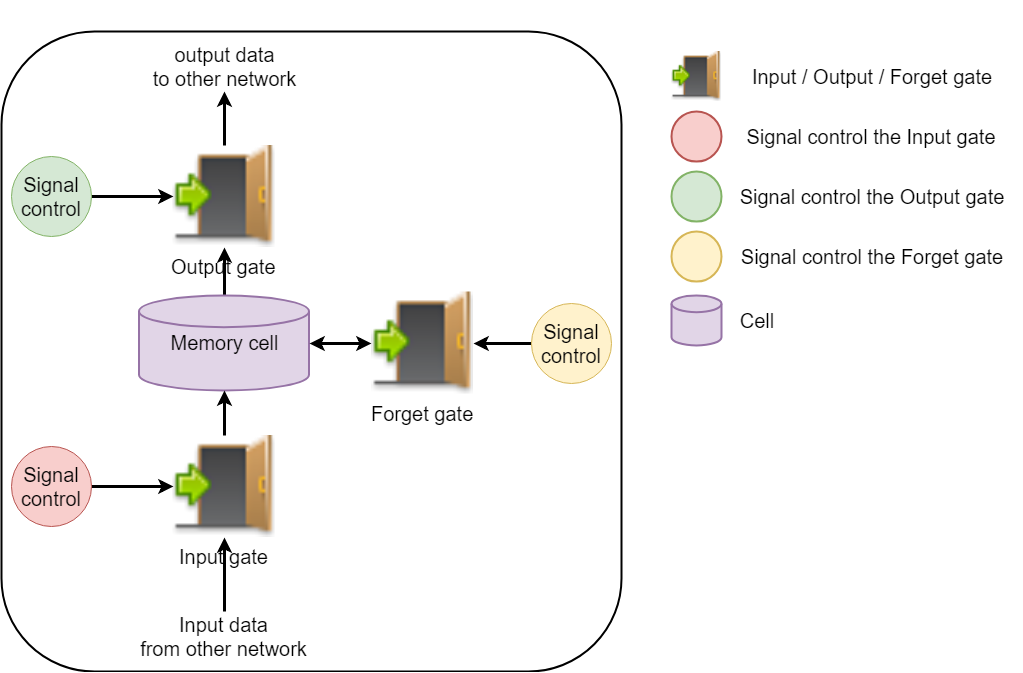 output data
to other network
Signal
control
Output gate
Memory cell
Signal
control
Forget gate
Signal
control
Input gate
Input data
from other network
Input / Output / Forget gate
Signal control the Input gate
Signal control the Output gate
Signal control the Forget gate
Cell